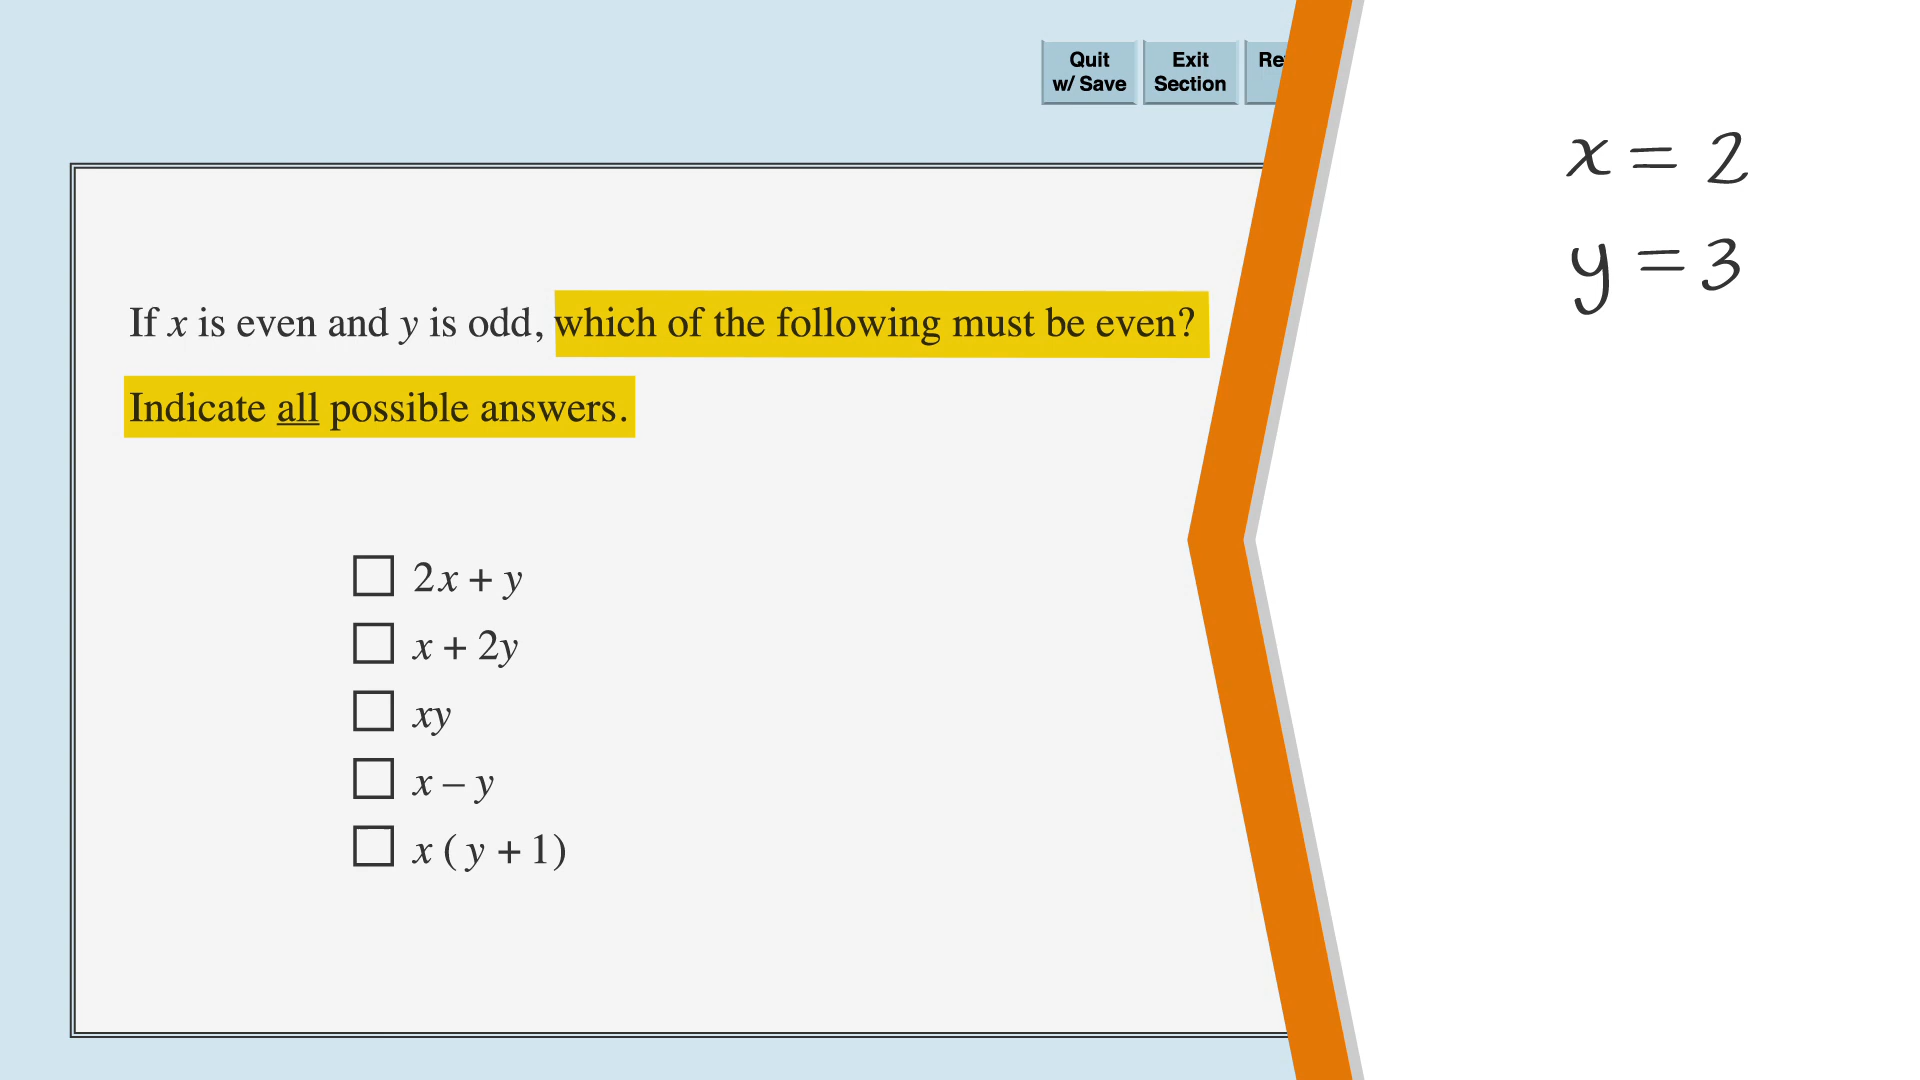 Quit
w/ Save
Exit
Section
Re
If x is even and y is odd, which of the following must be even?
Indicate all possible answers.
2x + y
x + 2y
xy
x – y
x ( y + 1)
x = 2
y = 3